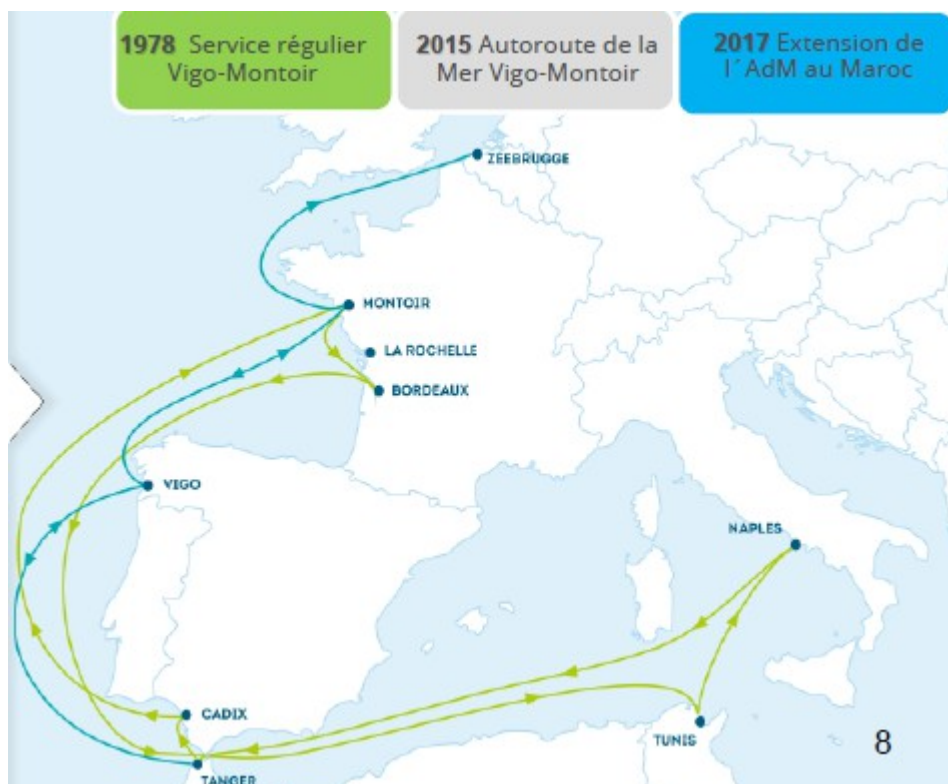 1978 Service régulier
Vigo-Montoir
2015 Autoroute de la
Mer Vigo-Montoir
2017 Extension de
l´AdM au Maroc
ZEEBRUGGE
MONTOIR
LA ROCHELLE
BORDEAUX
VIGO
NAPLES
CADIX
TUNIS
TANGER
8